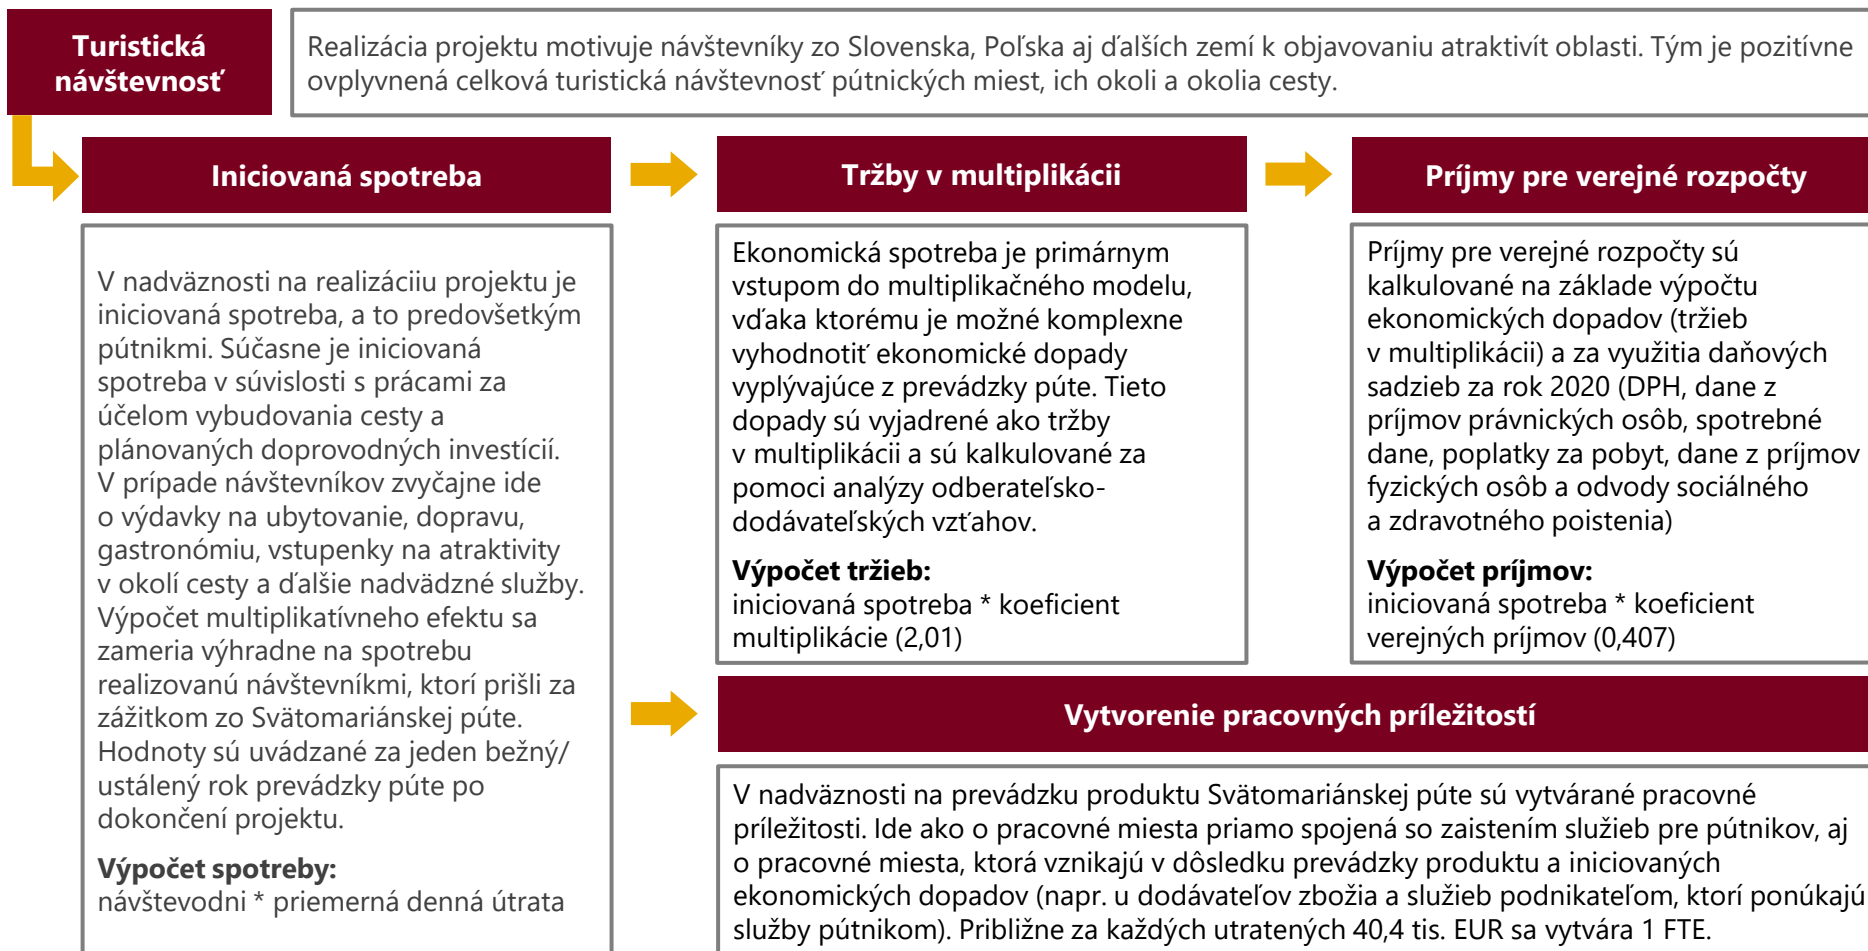 Turistická
návštevnosť
Realizácia projektu motivuje návštevníky zo Slovenska, Poľska aj ďalších zemí k objavovaniu atraktivít oblasti. Tým je pozitívne
ovplyvnená celková turistická návštevnosť pútnických miest, ich okoli a okolia cesty.
Iniciovaná spotreba
V nadväznosti na realizáciiu projektu je
iniciovaná spotreba, a to predovšetkým
pútnikmi. Súčasne je iniciovaná
spotreba v súvislosti s prácami za
účelom vybudovania cesty a
plánovaných doprovodných investícií.
V prípade návštevníkov zvyčajne ide
o výdavky na ubytovanie, dopravu,
gastronómiu, vstupenky na atraktivity
v okolí cesty a ďalšie nadvädzné služby.
Výpočet multiplikatívneho efektu sa
zameria výhradne na spotrebu
realizovanú návštevníkmi, ktorí prišli za
zážitkom zo Svätomariánskej púte.
Hodnoty sú uvádzané za jeden bežný/
ustálený rok prevádzky púte po
dokončení projektu.
Výpočet spotreby:
návštevodni * priemerná denná útrata
Tržby v multiplikácii
Ekonomická spotreba je primárnym
vstupom do multiplikačného modelu,
vďaka ktorému je možné komplexne
vyhodnotiť ekonomické dopady
vyplývajúce z prevádzky púte. Tieto
dopady sú vyjadrené ako tržby
v multiplikácii a sú kalkulované za
pomoci analýzy odberateľsko-
dodávateľských vzťahov.
Výpočet tržieb:
iniciovaná spotreba * koeficient
multiplikácie (2,01)
Príjmy pre verejné rozpočty
Príjmy pre verejné rozpočty sú
kalkulované na základe výpočtu
ekonomických dopadov (tržieb
v multiplikácii) a za využitia daňových
sadzieb za rok 2020 (DPH, dane z
príjmov právnických osôb, spotrebné
dane, poplatky za pobyt, dane z príjmov
fyzických osôb a odvody sociálného
a zdravotného poistenia)
Výpočet príjmov:
iniciovaná spotreba * koeficient
verejných príjmov (0,407)
Vytvorenie pracovných príležitostí
V nadväznosti na prevádzku produktu Svätomariánskej púte sú vytvárané pracovné
príležitosti. Ide ako o pracovné miesta priamo spojená so zaistením služieb pre pútnikov, aj
o pracovné miesta, ktorá vznikajú v dôsledku prevádzky produktu a iniciovaných
ekonomických dopadov (napr. u dodávateľov zbožia a služieb podnikateľom, ktorí ponúkajú
služby pútnikom). Približne za každých utratených 40,4 tis. EUR sa vytvára 1 FTE.